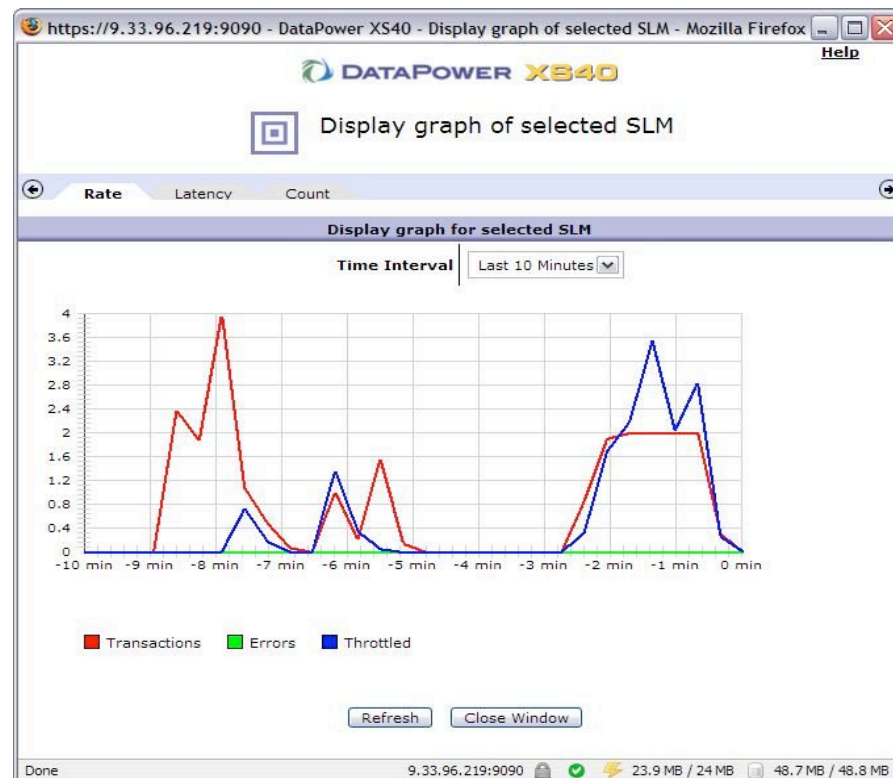 https://9.33.96.219:9090 - DataPower XS40 - Display graph of selected SLM - Mozilla Firefox
Help
DATAPOWER XS40
Display graph of selected SLM
Rate Latency Count
Display graph for selected SLM
Time Interval Last 10 Minutes
4
3.6
3.2
2.8
2.4
2
1.6
1.2
0.8
0.4
0
-10 min -9 min -8 min -7 min -6 min -5 min -4 min -3 min -2 min -1 min 0 min
Transactions Errors Throttled
Refresh Close Window
Done 9.33.96.219:9090 23.9 MB / 24 MB 48.7 MB / 48.8 MB